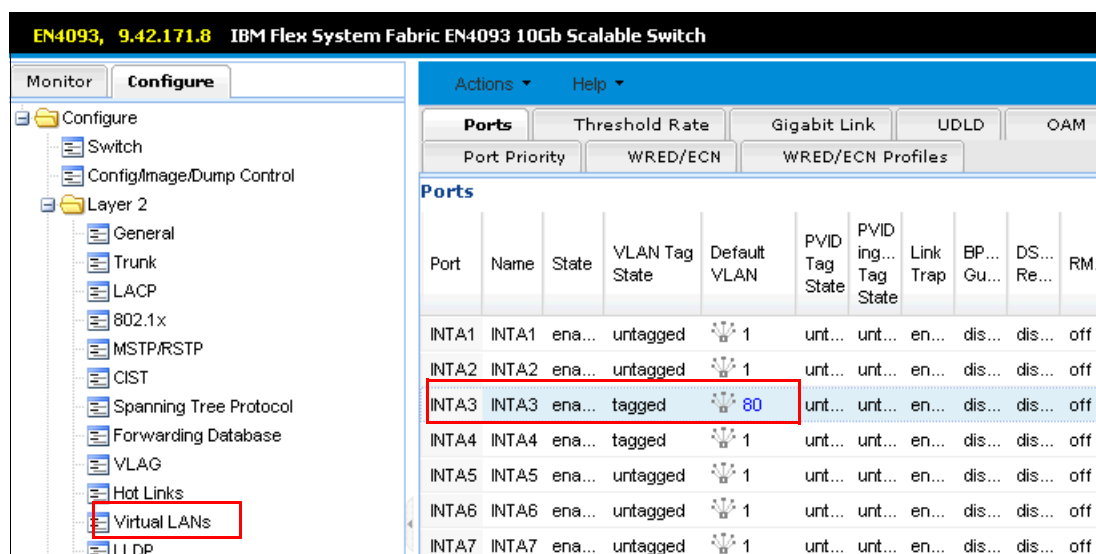 EN4093, 9.42.171.8 IBM Flex System Fabric EN4093 10Gb Scalable Switch
Monitor Configure
Actions Help
Configure
Switch
Config/Image/Dump Control
Layer 2
General
Trunk
LACP
802.1x
MSTP/RSTP
CIST
Spanning Tree Protocol
Forwarding Database
VLAG
Hot Links
Virtual LANs
LLDP
Ports Threshold Rate Gigabit Link UDLD OAM
Port Priority WRED/ECN WRED/ECN Profiles
Ports
Port Name State VLAN Tag State Default VLAN PVID Tag State PVID ing... Tag State Link Trap BP... Gu... DS... Re... RM
INTA1 INTA1 ena... untagged 1 unt... unt... en... dis... dis... off
INTA2 INTA2 ena... untagged 1 unt... unt... en... dis... dis... off
INTA3 INTA3 ena... tagged 80 unt... unt... en... dis... dis... off
INTA4 INTA4 ena... tagged 1 unt... unt... en... dis... dis... off
INTA5 INTA5 ena... untagged 1 unt... unt... en... dis... dis... off
INTA6 INTA6 ena... untagged 1 unt... unt... en... dis... dis... off
INTA7 INTA7 ena... untagged 1 unt... unt... en... dis... dis... off